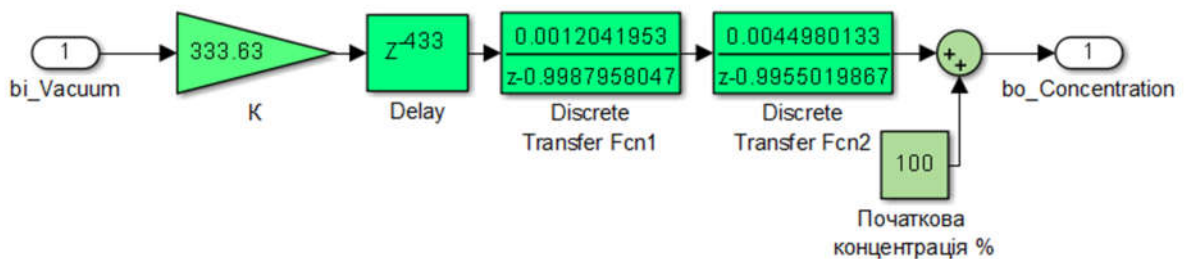 1
bi_Vacuum
333.63
К
Z-433
Delay
0.0012041953
z-0.9987958047
Discrete
Transfer Fcn1
0.0044980133
z-0.9955019867
Discrete
Transfer Fcn2
+
+
1
bo_Concentration
100
Початкова
концентрація %